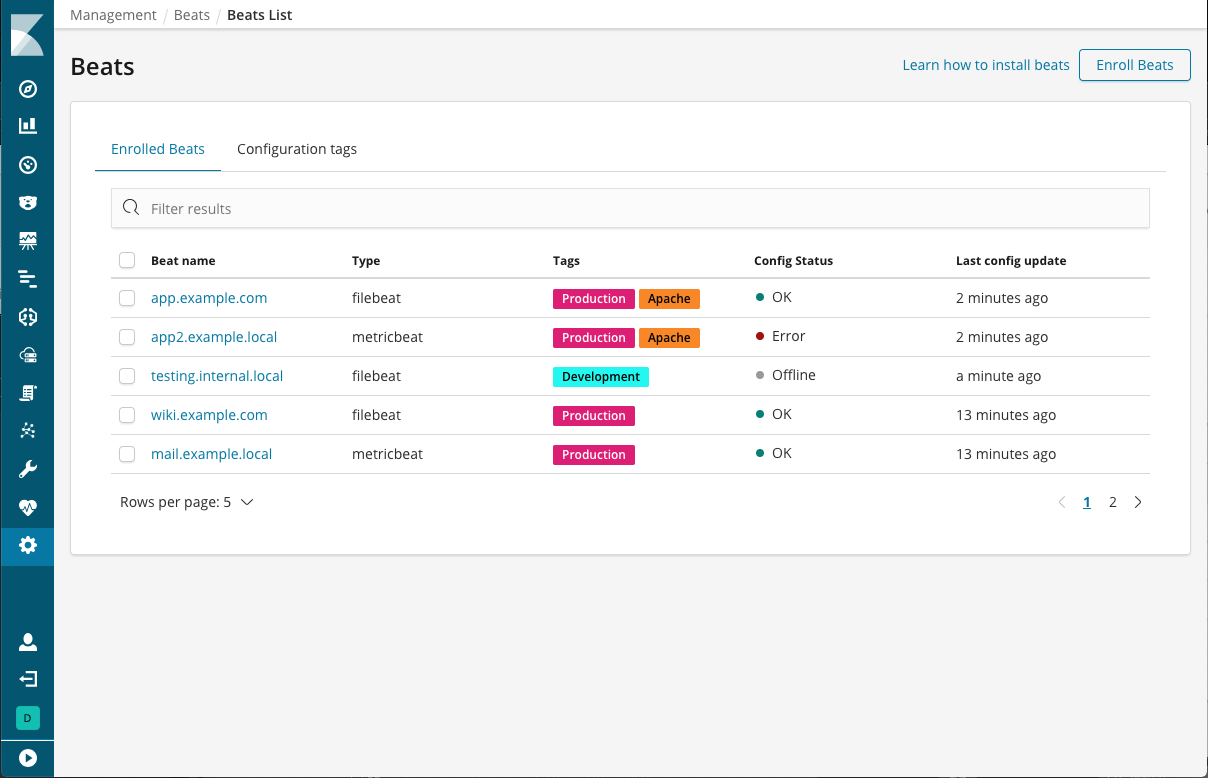 Management / Beats / Beats List
Beats
Learn how to install beats
Enroll Beats
Enrolled Beats
Configuration tags
Filter results
Beat name Type Tags Config Status Last config update
app.example.com filebeat Production Apache OK 2 minutes ago
app2.example.local metricbeat Production Apache Error 2 minutes ago
testing.internal.local filebeat Development Offline a minute ago
wiki.example.com filebeat Production OK 13 minutes ago
mail.example.local metricbeat Production OK 13 minutes ago
Rows per page: 5
1 2
D